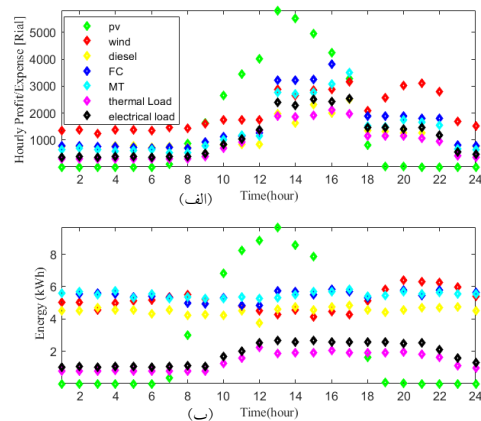 Hourly Profit/Expense [Rial]
5000
4000
3000
2000
1000
pv
wind
diesel
FC
MT
thermal Load
electrical load
2 4 6 8 10 12 14 16 18 20 22 24
Time(hour)
(الف)
Energy (kWh)
8
6
4
2
2 4 6 8 10 12 14 16 18 20 22 24
Time(hour)
(ب)